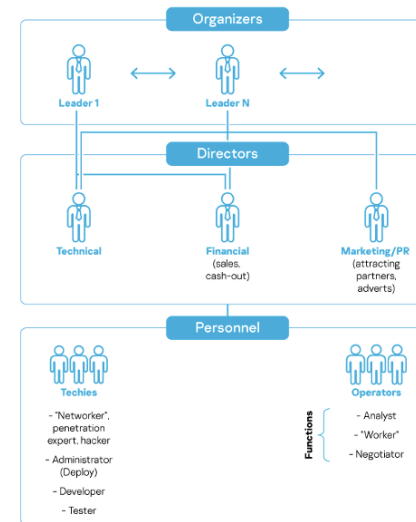 Organizers
Leader 1
Leader N
Directors
Technical
Financial
(sales,
cash-out)
Marketing/PR
(attracting
partners,
adverts)
Personnel
Techies
- "Networker",
penetration
expert, hacker
- Administrator
(Deploy)
- Developer
- Tester
Operators
Functions
- Analyst
- "Worker"
- Negotiator